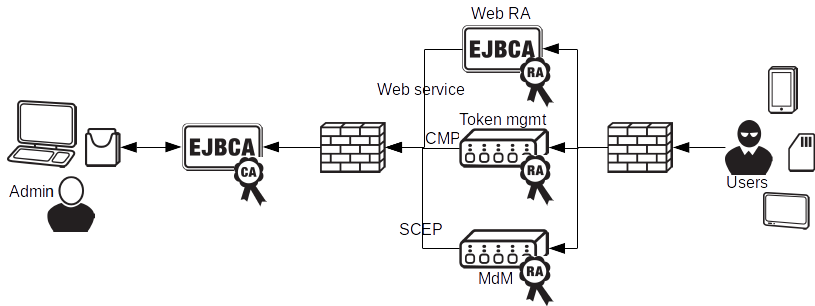 Web RA
EJBCA
RA
Web service
Token mgmt
CMP
RA
EJBCA
CA
Admin
Users
SCEP
MdM
RA